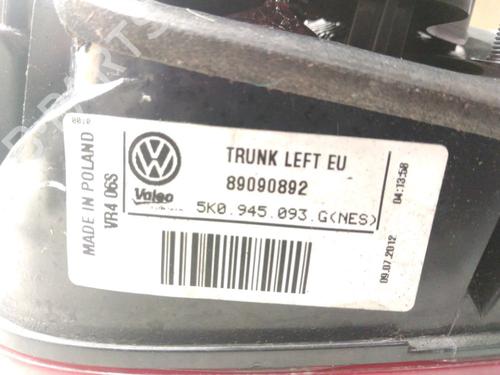 8010
MADE IN POLAND
VR4 06S
Valeo
TRUNK LEFT EU
89090892
5K0.945.093.G(NES)
04:13:58
09.07.2012